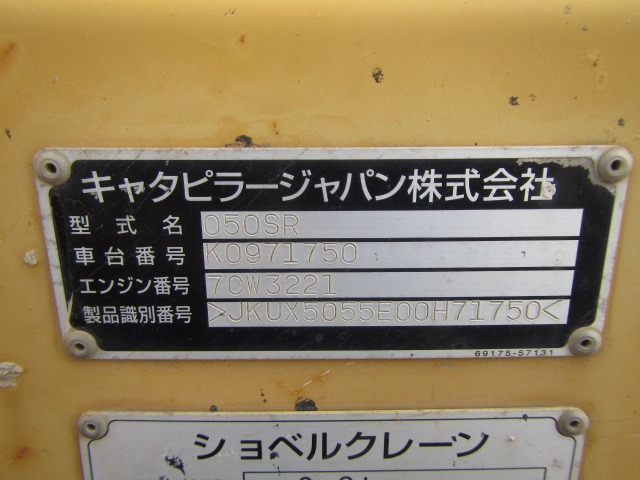 キャタピラージャパン株式会社
型式名 050SR
車台番号 K0971750
エンジン番号 7CW3221
製品識別番号 >JKUX5055E00H71750<
69175-57131
ショベルクレーン